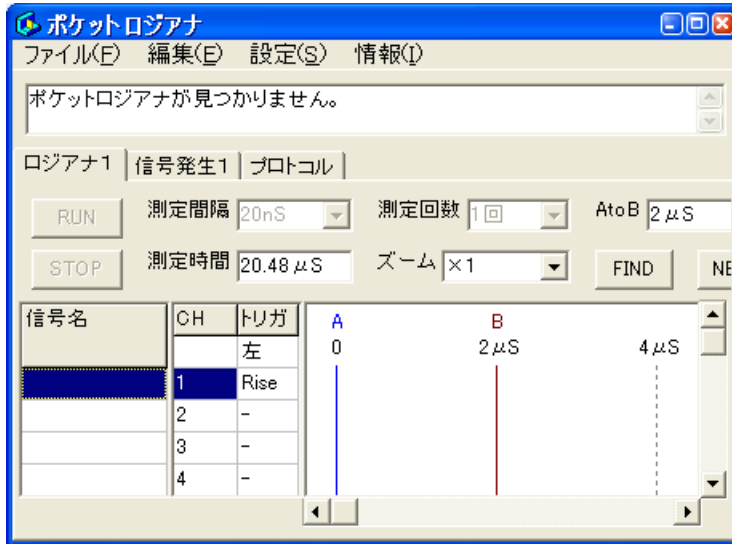 ポケットロジアナ
ファイル(F) 編集(E) 設定(S) 情報(I)
ポケットロジアナが見つかりません。
ロジアナ1 信号発生1 プロトコル
RUN 測定間隔 20nS 測定回数 1回 AtoB 2μS
STOP 測定時間 20.48μS ズーム ×1 FIND NE
信号名 CH トリガ A B
左 0 2μS 4μS
1 Rise
2 -
3 -
4 -